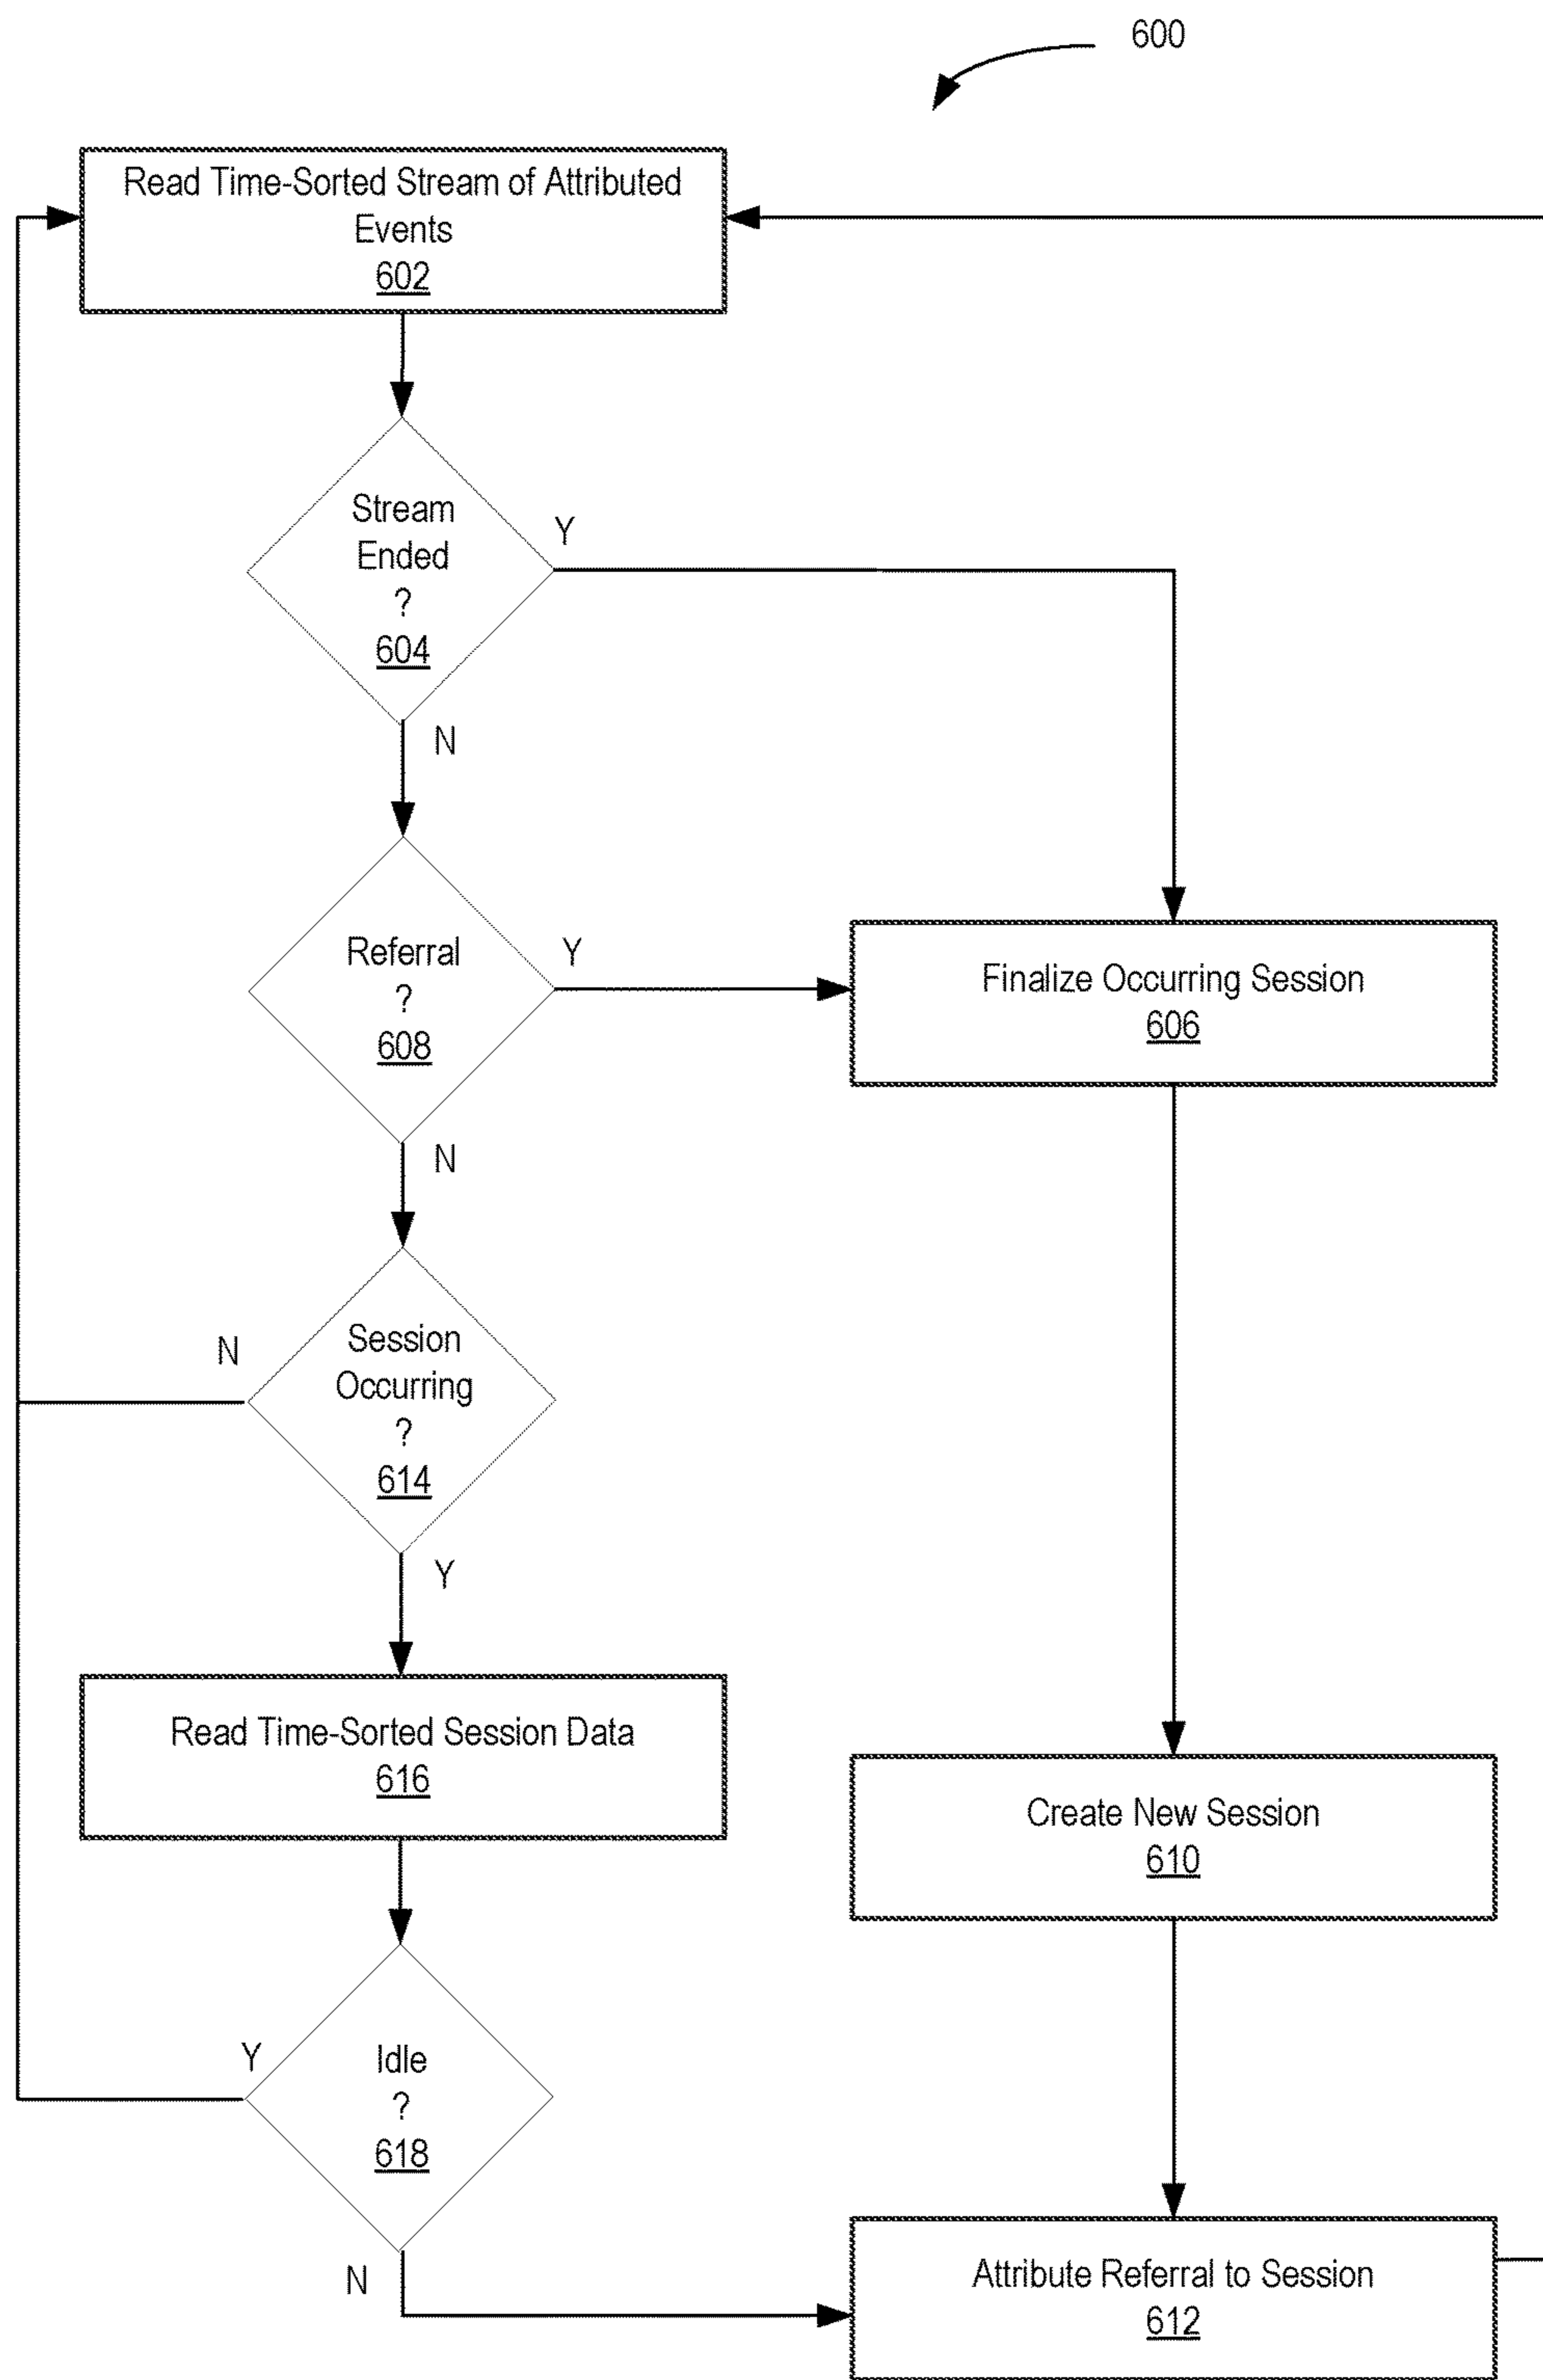 600
Read Time-Sorted Stream of Attributed
Events
602
Stream
Ended
?
604
Y
N
Referral
?
608
Y
N
Finalize Occurring Session
606
Session
Occurring
?
614
N
Y
Read Time-Sorted Session Data
616
Create New Session
610
Idle
?
618
Y
N
Attribute Referral to Session
612